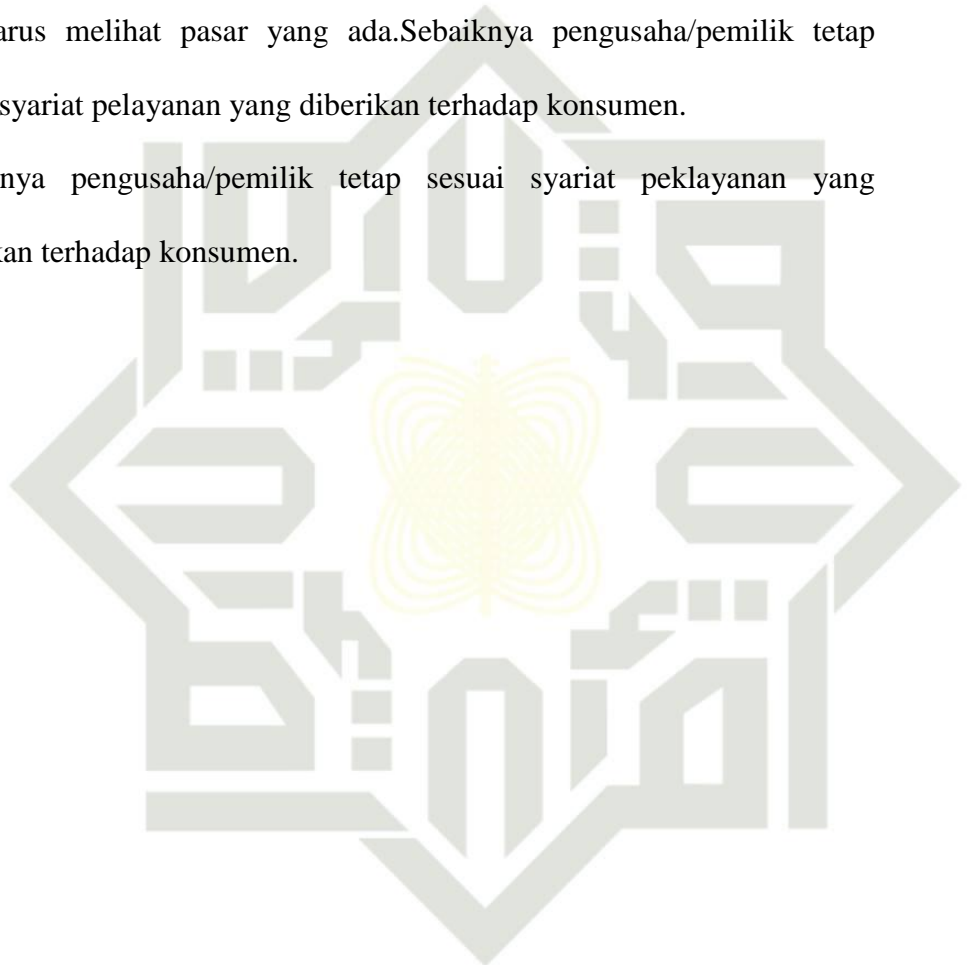 arus melihat pasar yang ada.Sebaiknya pengusaha/pemilik tetap
syariat pelayanan yang diberikan terhadap konsumen.
nya pengusaha/pemilik tetap sesuai syariat peklayanan yang
kan terhadap konsumen.